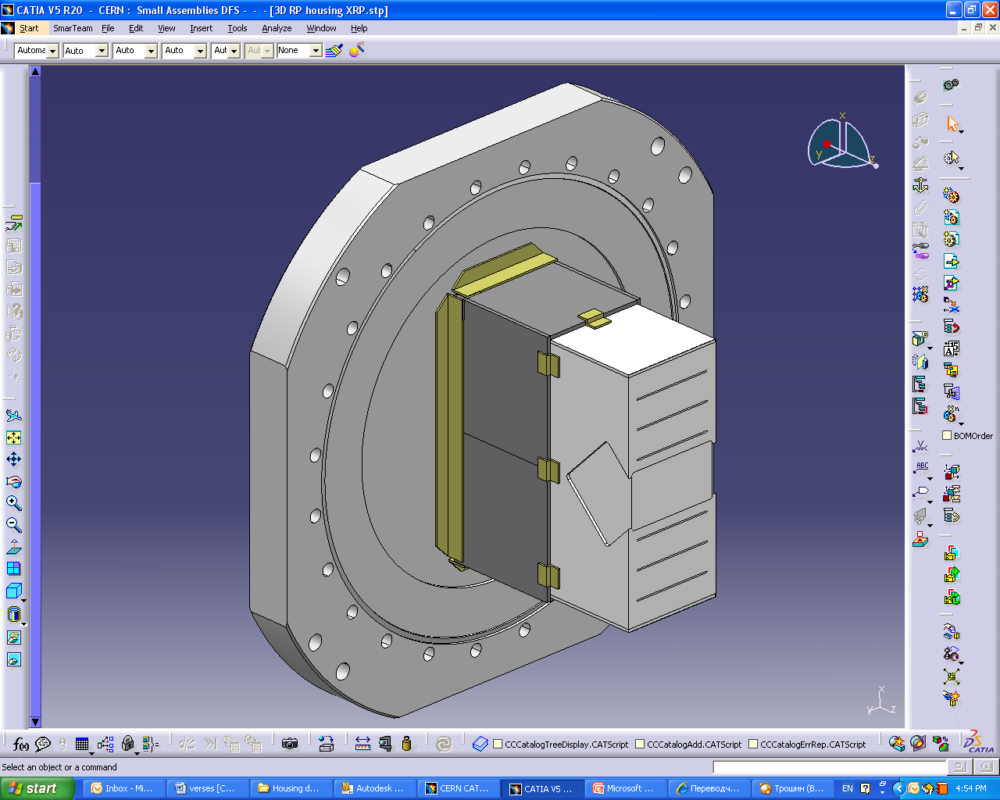 CATIA V5 R20 - CERN : Small Assemblies DFS - - - [3D RP housing XRP.stp]
Start SmarTeam File Edit View Insert Tools Analyze Window Help
Automa Auto Auto Auto Aut Aut None
x
y
z
BOMOrder
ABC
x
y z
f(x) CCCatalogTreeDisplay.CATScript CCCatalogAdd.CATScript CCCatalogErrRep.CATScript
CATIA
Select an object or a command
start Inbox - Mi... verses [C... Housing d... Autodesk ... CERN CAT... CATIA V5 ... Microsoft ... Переводч... Трошин (В... EN 4:54 PM